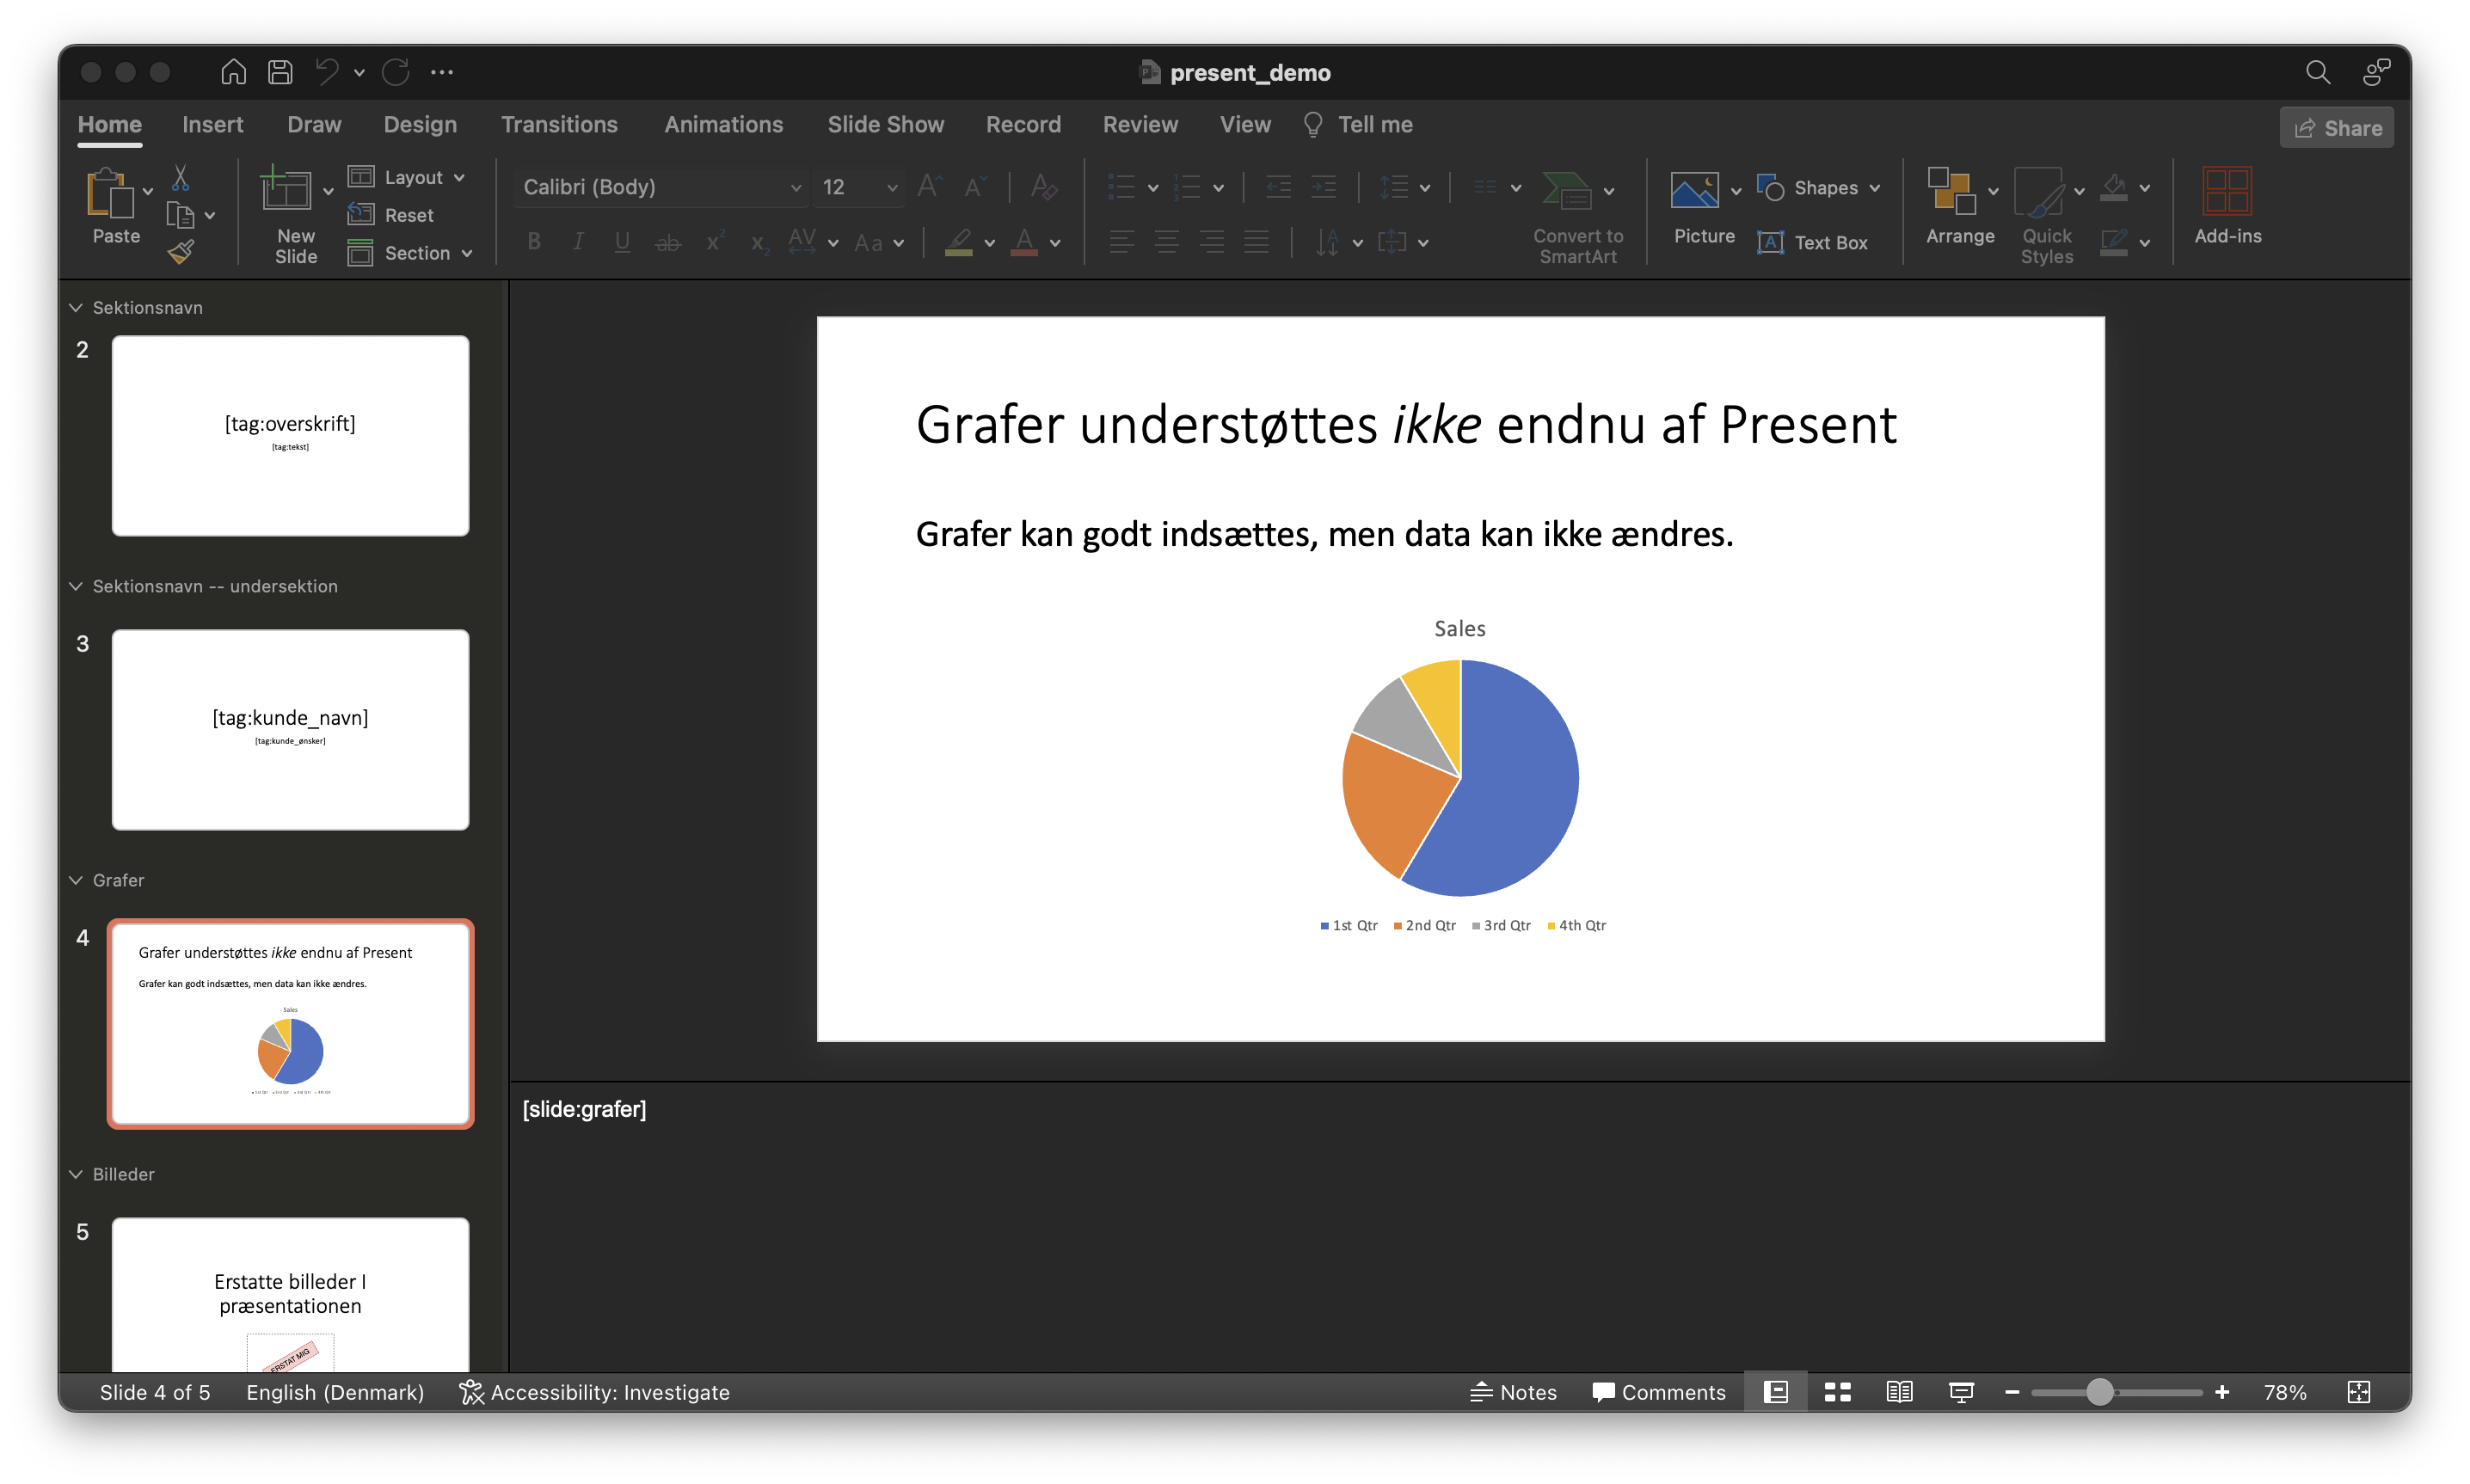 present_demo
Home Insert Draw Design Transitions Animations Slide Show Record Review View Tell me Share
Paste
New
Slide
Layout
Reset
Section
Calibri (Body) 12
B I U ab x² x₂ AV Aa A
Convert to
SmartArt
Picture
Shapes
Text Box
Arrange
Quick
Styles
Add-ins
Sektionsnavn
2
[tag:overskrift]
[tag:tekst]
Sektionsnavn -- undersektion
3
[tag:kunde_navn]
[tag:kunde_ønsker]
Grafer
4
Grafer understøttes ikke endnu af Present
Grafer kan godt indsættes, men data kan ikke ændres.
Sales
Billeder
5
Erstatte billeder I
præsentationen
ERSTAT MIG
Grafer understøttes ikke endnu af Present
Grafer kan godt indsættes, men data kan ikke ændres.
Sales
1st Qtr 2nd Qtr 3rd Qtr 4th Qtr
[slide:grafer]
Slide 4 of 5 English (Denmark) Accessibility: Investigate Notes Comments 78%